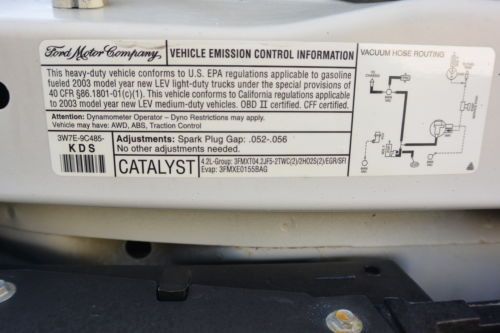 Ford Motor Company
VEHICLE EMISSION CONTROL INFORMATION
VACUUM HOSE ROUTING
This heavy-duty vehicle conforms to U.S. EPA regulations applicable to gasoline
fueled 2003 model year new LEV light-duty trucks under the special provisions of
40 CFR §86.1801-01(c)(1). This vehicle conforms to California regulations applicable
to 2003 model year new LEV medium-duty vehicles. OBD II certified. CFF certified.
Attention: Dynamometer Operator – Dyno Restrictions may apply.
Vehicle may have: AWD, ABS, Traction Control
3W7E-9C485-
KDS
Adjustments: Spark Plug Gap: .052-.056
No other adjustments needed.
CATALYST
4.2L-Group: 3FMXT04.2JF5-2TWC(2)/2HO2S(2)/EGR/SFI
Evap: 3FMXE0155BAG